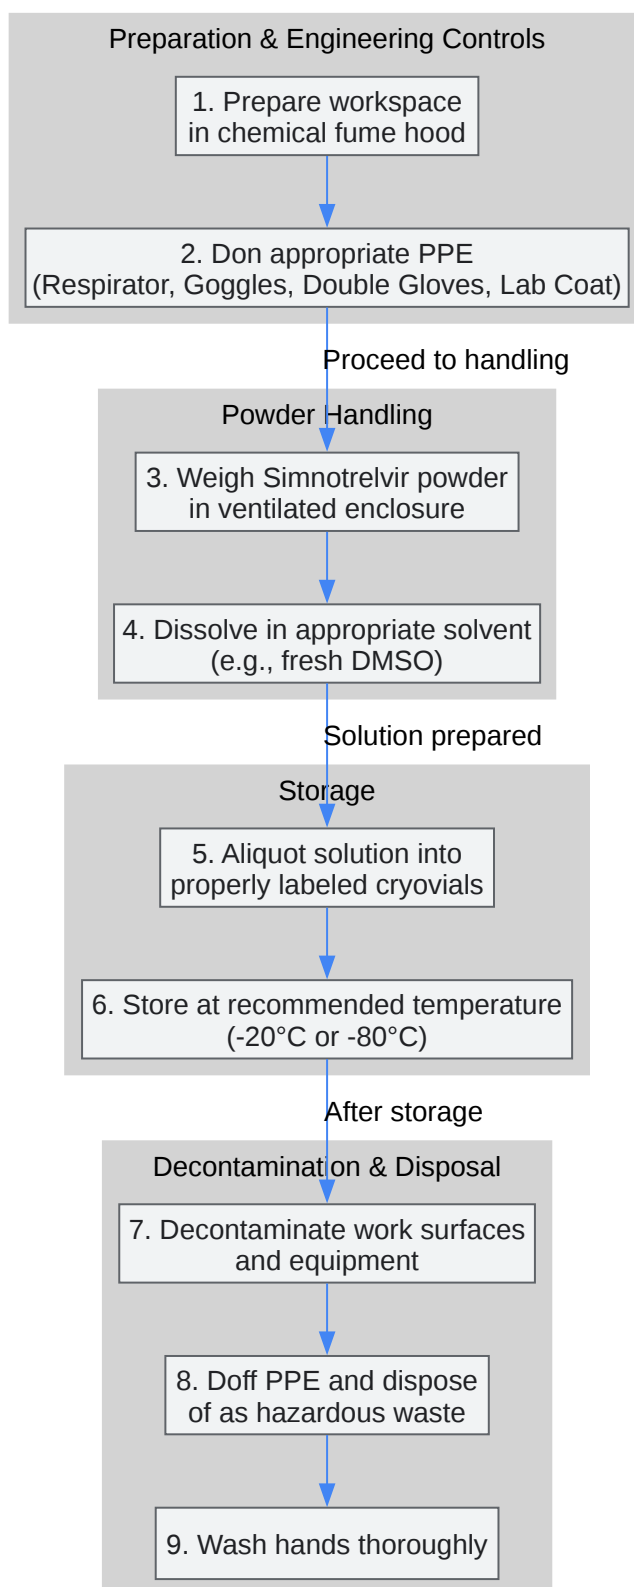 Preparation & Engineering Controls
1. Prepare workspace
in chemical fume hood
2. Don appropriate PPE
(Respirator, Goggles, Double Gloves, Lab Coat)
Proceed to handling
Powder Handling
3. Weigh Simnotrelvir powder
in ventilated enclosure
4. Dissolve in appropriate solvent
(e.g., fresh DMSO)
Solution prepared
Storage
5. Aliquot solution into
properly labeled cryovials
6. Store at recommended temperature
(-20°C or -80°C)
After storage
Decontamination & Disposal
7. Decontaminate work surfaces
and equipment
8. Doff PPE and dispose
of as hazardous waste
9. Wash hands thoroughly